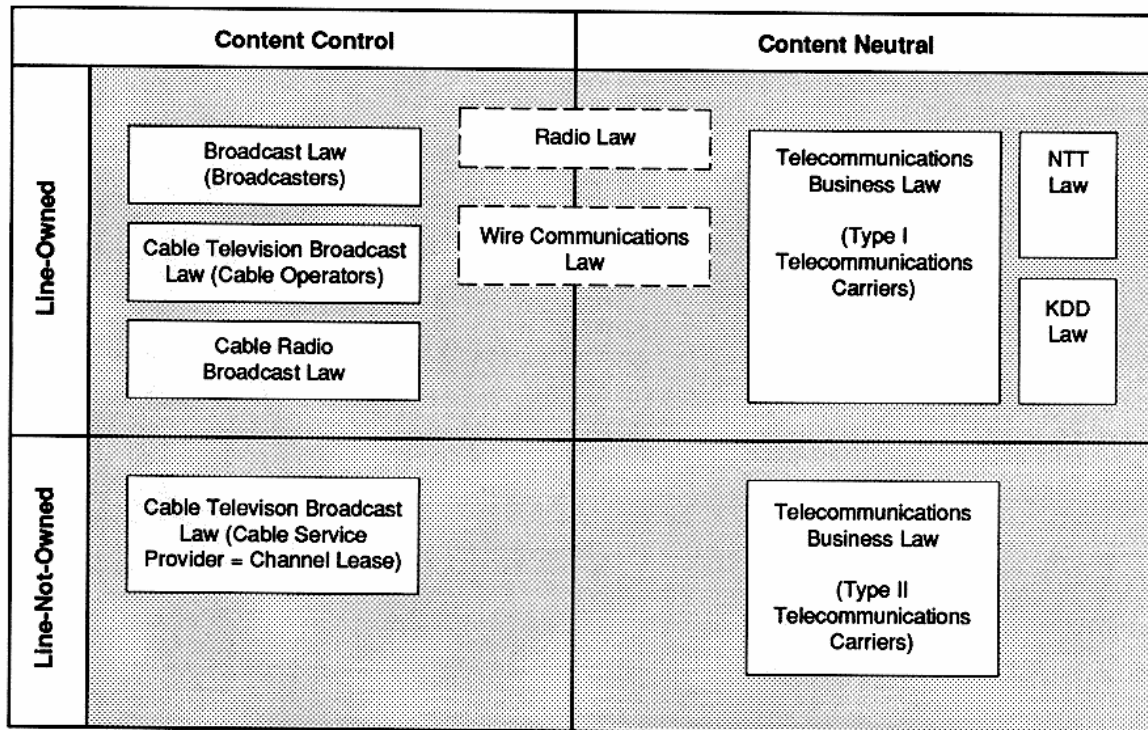 Content Control
Content Neutral
Line-Owned
Broadcast Law
(Broadcasters)
Cable Television Broadcast
Law (Cable Operators)
Cable Radio
Broadcast Law
Radio Law
Wire Communications
Law
Telecommunications
Business Law
(Type I
Telecommunications
Carriers)
NTT
Law
KDD
Law
Line-Not-Owned
Cable Televison Broadcast
Law (Cable Service
Provider = Channel Lease)
Telecommunications
Business Law
(Type II
Telecommunications
Carriers)